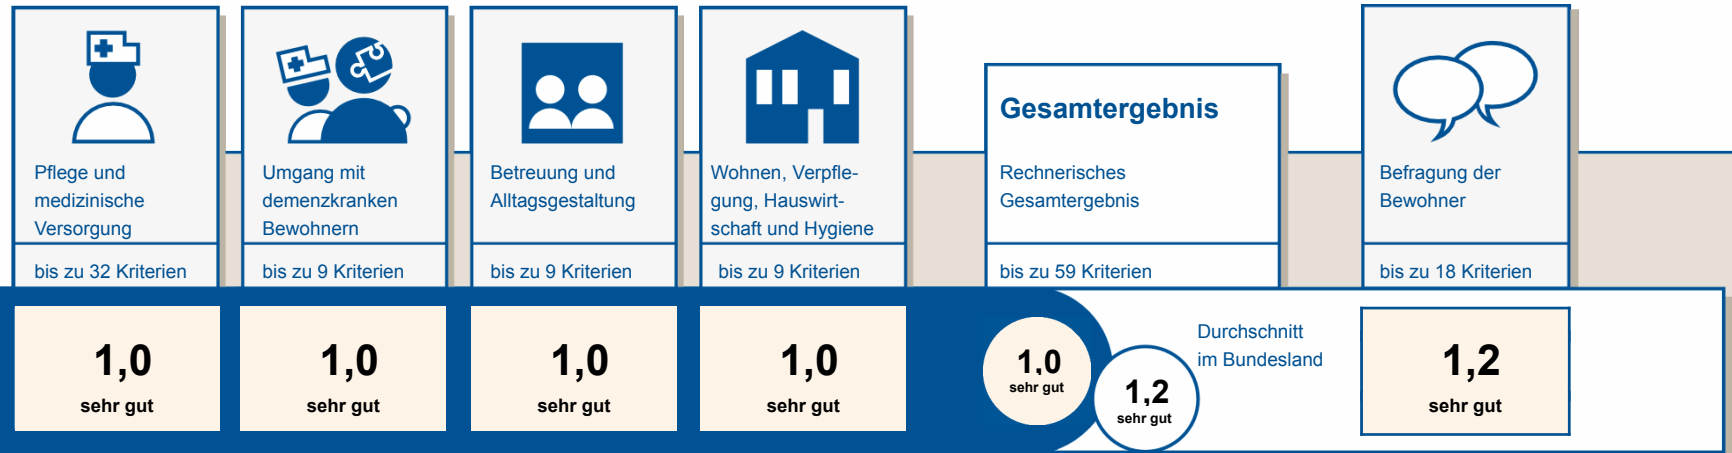 Pflege und
medizinische
Versorgung
bis zu 32 Kriterien
1,0
sehr gut
Umgang mit
demenzkranken
Bewohnern
bis zu 9 Kriterien
1,0
sehr gut
Betreuung und
Alltagsgestaltung
bis zu 9 Kriterien
1,0
sehr gut
Wohnen, Verpfle-
gung, Hauswirt-
schaft und Hygiene
bis zu 9 Kriterien
1,0
sehr gut
Gesamtergebnis
Rechnerisches
Gesamtergebnis
bis zu 59 Kriterien
1,0
sehr gut
1,2
sehr gut
Durchschnitt
im Bundesland
Befragung der
Bewohner
bis zu 18 Kriterien
1,2
sehr gut